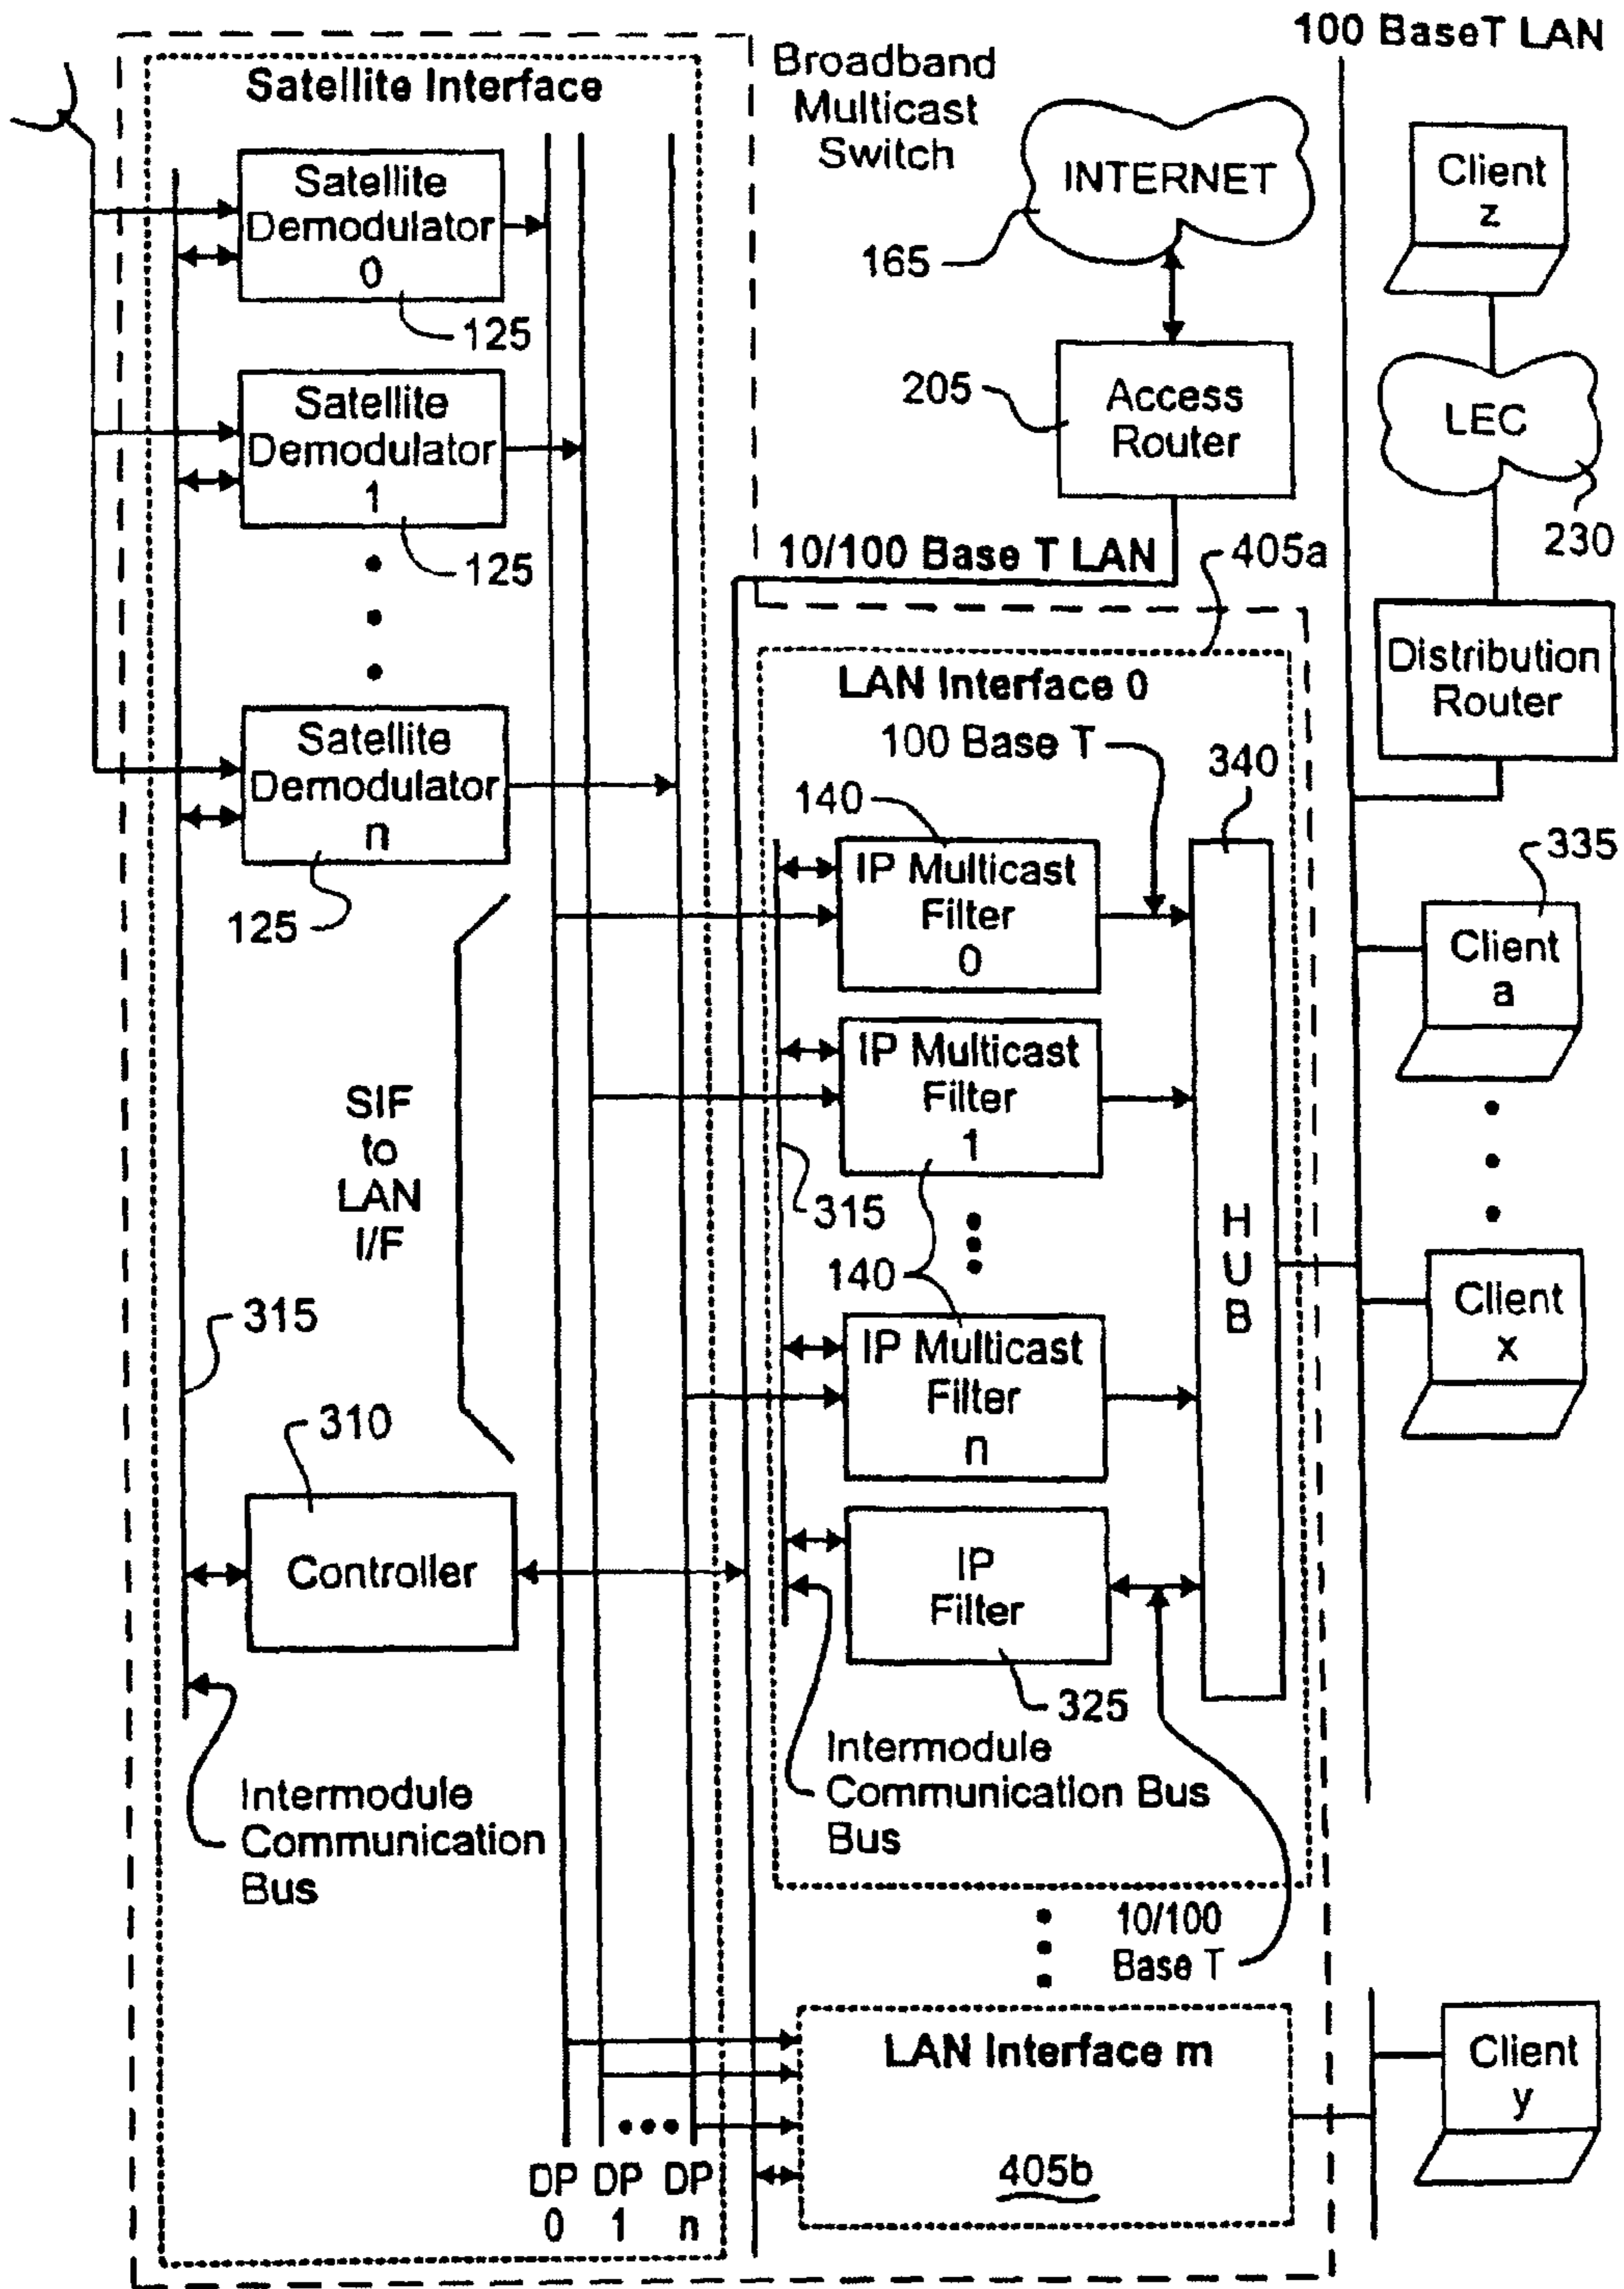 100 BaseT LAN
Satellite Interface
Broadband
Multicast
Switch
Satellite
Demodulator
0
125
Satellite
Demodulator
1
125
Satellite
Demodulator
n
125
SIF
to
LAN
I/F
315
310
Controller
Intermodule
Communication
Bus
DP
0
DP
1
DP
n
INTERNET
165
205
Access
Router
10/100 Base T LAN
405a
LAN Interface 0
100 Base T
340
140
IP Multicast
Filter
0
IP Multicast
Filter
1
315
140
IP Multicast
Filter
n
IP
Filter
325
HUB
Intermodule
Communication Bus
Bus
10/100
Base T
LAN Interface m
405b
Client
z
LEC
230
Distribution
Router
335
Client
a
Client
x
Client
y